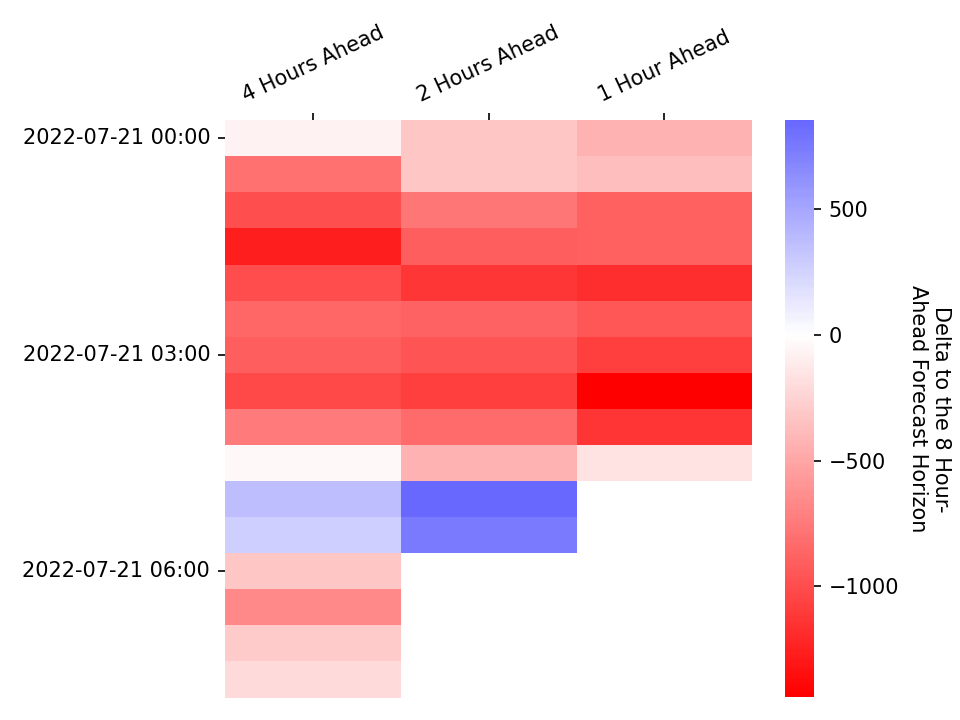 4 Hours Ahead
2 Hours Ahead
1 Hour Ahead
2022-07-21 00:00
2022-07-21 03:00
2022-07-21 06:00
500
0
−500
−1000
Delta to the 8 Hour-
Ahead Forecast Horizon